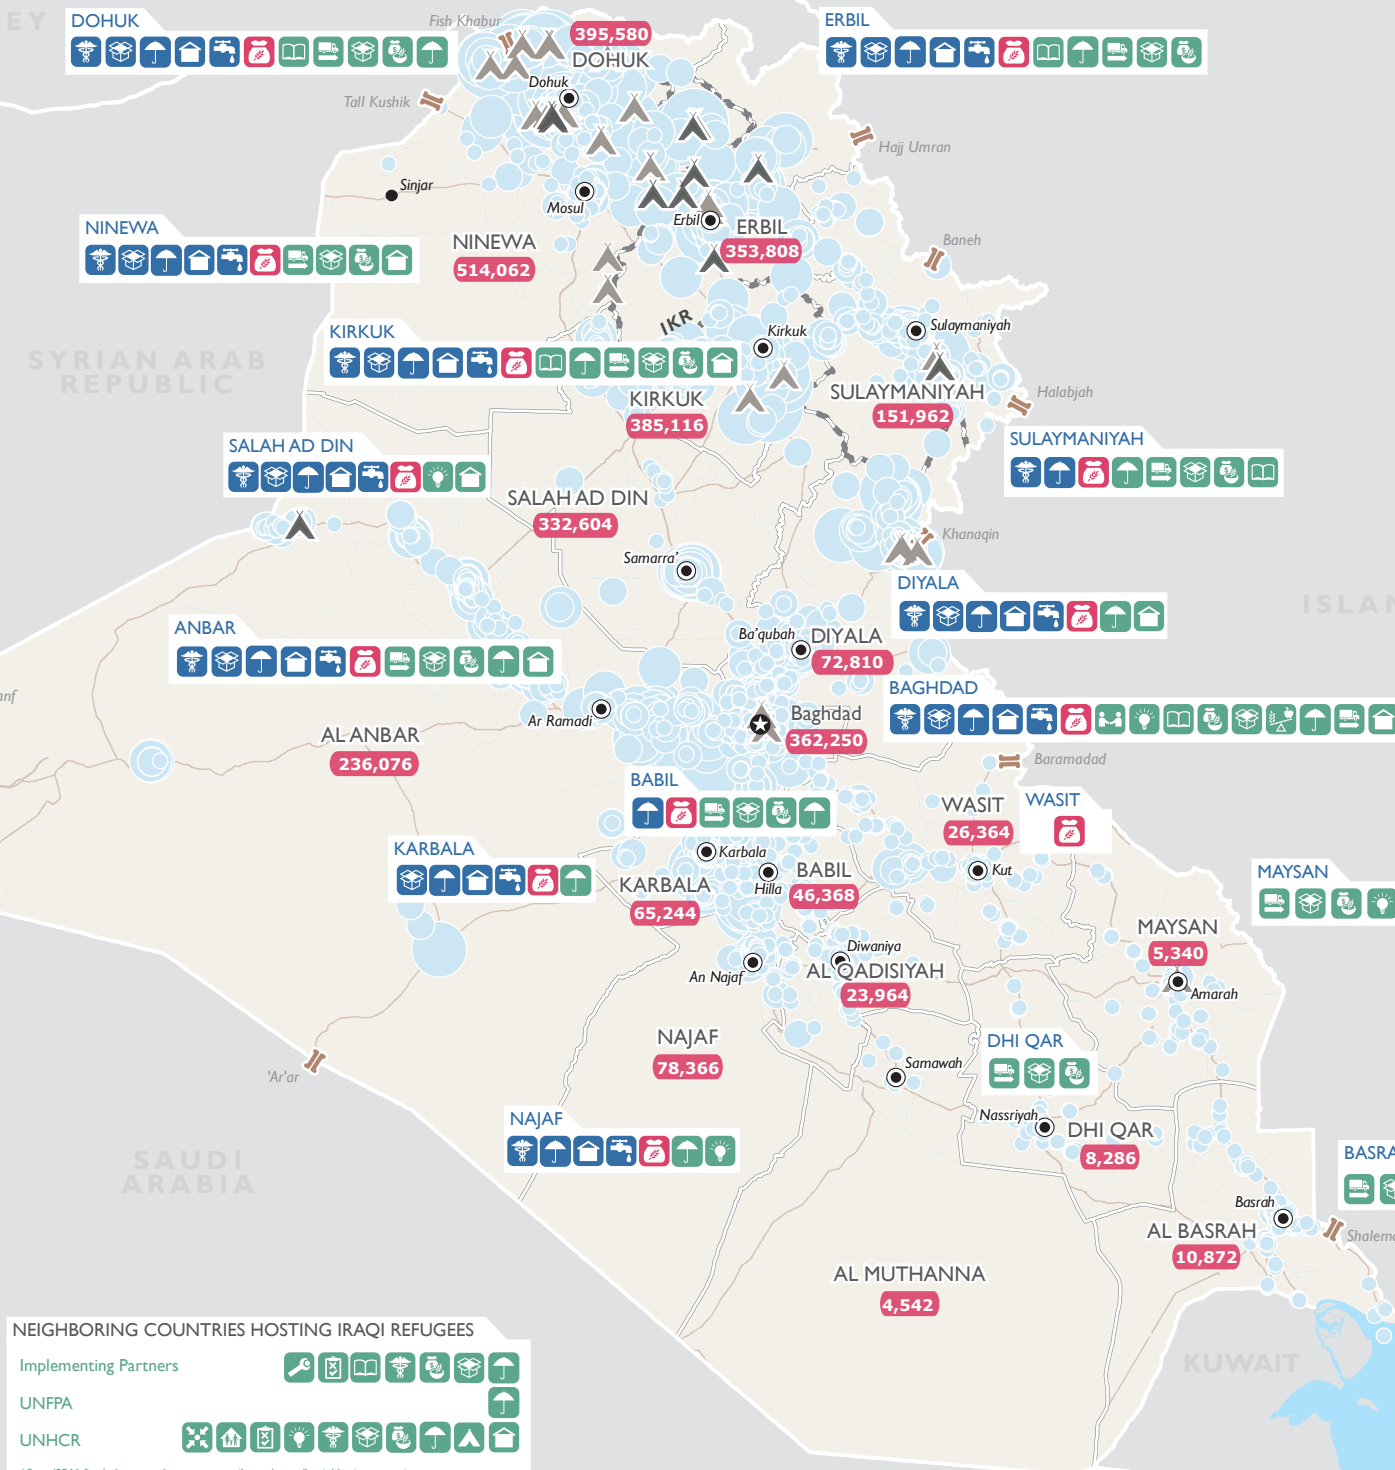 EY
DOHUK
Fish Khabur
395,580
DOHUK
Dohuk
ERBIL
Tall Kushik
Hajj Umran
Sinjar
Mosul
NINEWA
NINEWA
514,062
Erbil
ERBIL
353,808
Baneh
IKR
KIRKUK
Kirkuk
Sulaymaniyah
SYRIAN ARAB
REPUBLIC
KIRKUK
385,116
SULAYMANIYAH
151,962
Halabjah
SALAH AD DIN
SULAYMANIYAH
SALAH AD DIN
332,604
Samarra'
Khanaqin
DIYALA
ISLAN
ANBAR
Ba'qubah
DIYALA
72,810
anf
BAGHDAD
Ar Ramadi
Baghdad
362,250
AL ANBAR
236,076
Baramadad
BABIL
WASIT
26,364
WASIT
KARBALA
Karbala
Hilla
BABIL
46,368
Kut
KARBALA
65,244
MAYSAN
MAYSAN
5,340
Amarah
An Najaf
Diwaniya
AL QADISIYAH
23,964
NAJAF
78,366
DHI QAR
Samawah
'Ar'ar
NAJAF
Nassriyah
DHI QAR
8,286
SAUDI
ARABIA
BASRA
Basrah
AL BASRAH
10,872
Shalem
AL MUTHANNA
4,542
KUWAIT
NEIGHBORING COUNTRIES HOSTING IRAQI REFUGEES
Implementing Partners
UNFPA
UNHCR